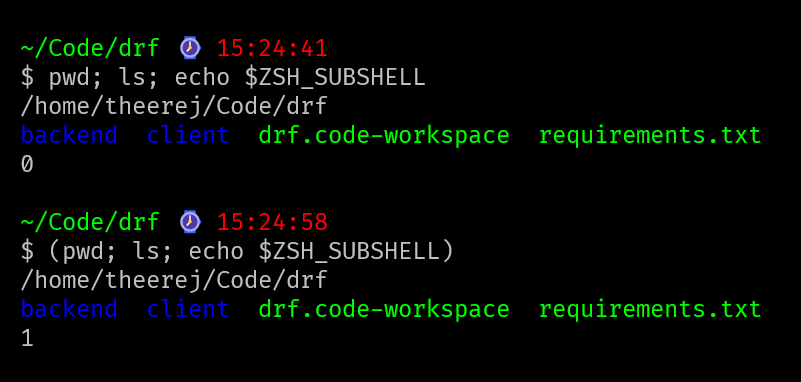 ~/Code/drf ⌚ 15:24:41
$ pwd; ls; echo $ZSH_SUBSHELL
/home/theerej/Code/drf
backend  client  drf.code-workspace  requirements.txt
0
~/Code/drf ⌚ 15:24:58
$ (pwd; ls; echo $ZSH_SUBSHELL)
/home/theerej/Code/drf
backend  client  drf.code-workspace  requirements.txt
1